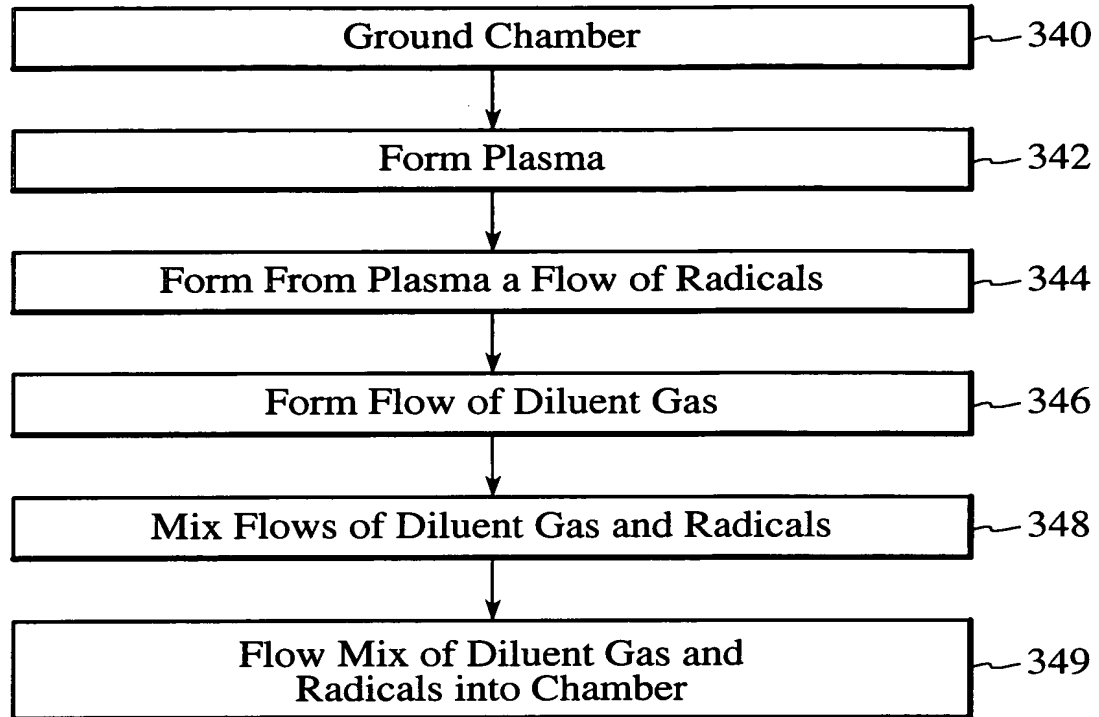 Ground Chamber 340
Form Plasma 342
Form From Plasma a Flow of Radicals 344
Form Flow of Diluent Gas 346
Mix Flows of Diluent Gas and Radicals 348
Flow Mix of Diluent Gas and
Radicals into Chamber 349